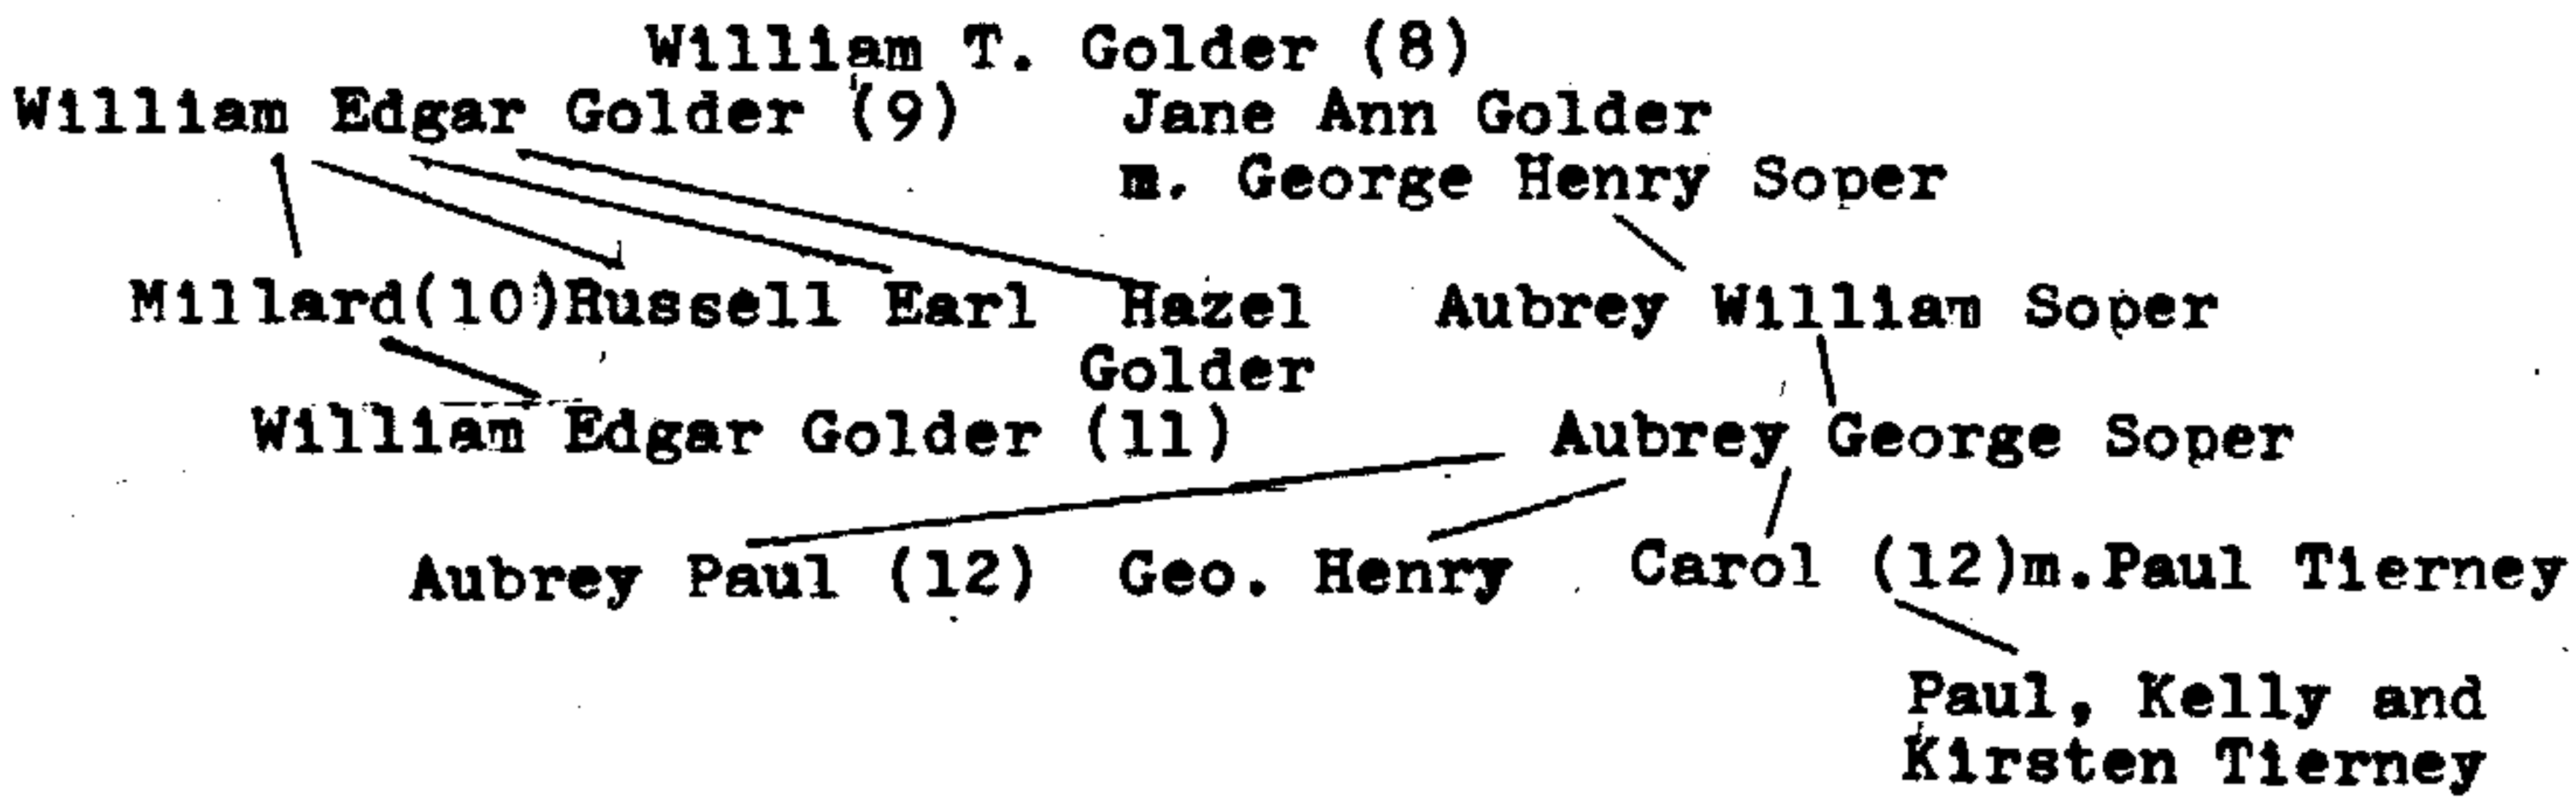 William T. Golder (8)
William Edgar Golder (9) Jane Ann Golder
m. George Henry Soper
Millard(10)Russell Earl Hazel Aubrey William Soper
Golder
William Edgar Golder (11) Aubrey George Soper
Aubrey Paul (12) Geo. Henry Carol (12)m.Paul Tierney
Paul, Kelly and
Kirsten Tierney